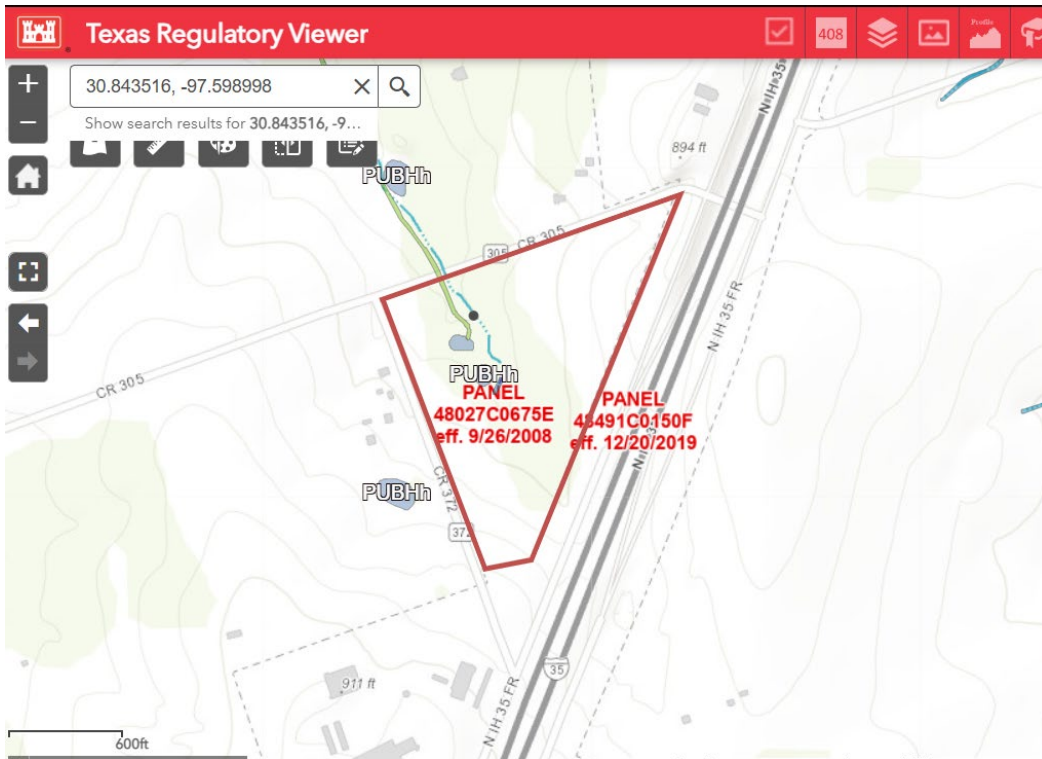 Texas Regulatory Viewer
408
Profile
+
30.843516, -97.598998
Show search results for 30.843516, -9...
−
N IH 35
894 ft
PUBHh
305
CR 305
N IH 35 FR
CR 305
PUBHh
PANEL
48027C0675E
eff. 9/26/2008
PANEL
48491C0150F
eff. 12/20/2019
N IH 35
PUBHh
CR 372
372
35
911 ft
N IH 35 FR
600ft